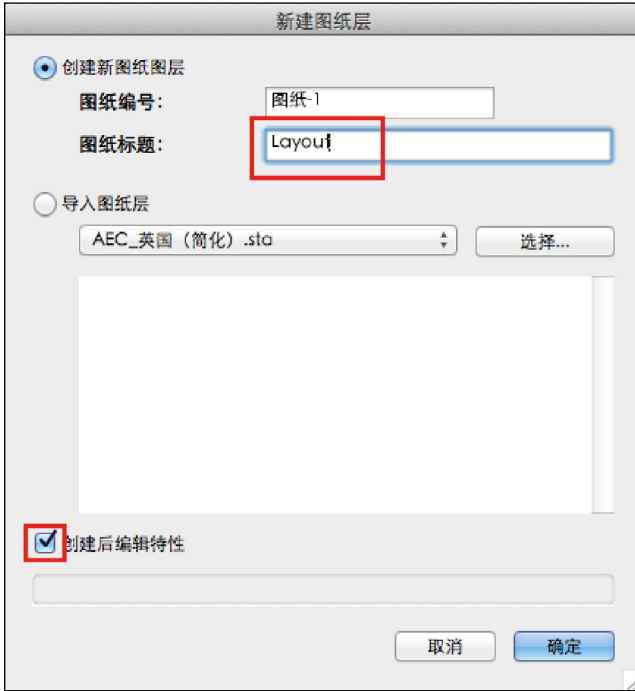 新建图纸层
创建新图纸图层
图纸编号：
图纸-1
图纸标题：
Layout
导入图纸层
AEC_英国（简化）.sta
选择...
创建后编辑特性
取消
确定